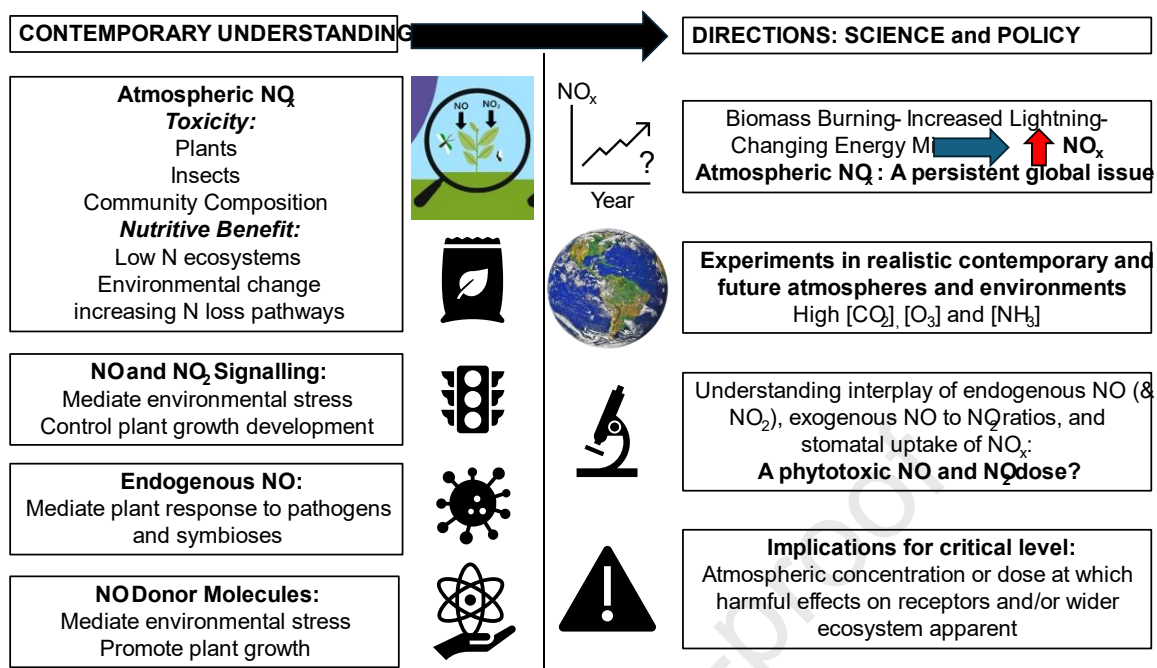 CONTEMPORARY UNDERSTANDING
Atmospheric NOx
Toxicity:
Plants
Insects
Community Composition
Nutritive Benefit:
Low N ecosystems
Environmental change
increasing N loss pathways
NO and NO2 Signalling:
Mediate environmental stress
Control plant growth development
Endogenous NO:
Mediate plant response to pathogens
and symbioses
NO Donor Molecules:
Mediate environmental stress
Promote plant growth
NO NO2
NOx
?
Year
DIRECTIONS: SCIENCE and POLICY
Biomass Burning- Increased Lightning-
Changing Energy NOx
Atmospheric NOx : A persistent global issue
Experiments in realistic contemporary and
future atmospheres and environments
High [CO2], [O3] and [NH3]
Understanding interplay of endogenous NO (&
NO2), exogenous NO to NO2 ratios, and
stomatal uptake of NOx:
A phytotoxic NO and NO2 dose?
Implications for critical level:
Atmospheric concentration or dose at which
harmful effects on receptors and/or wider
ecosystem apparent
proof